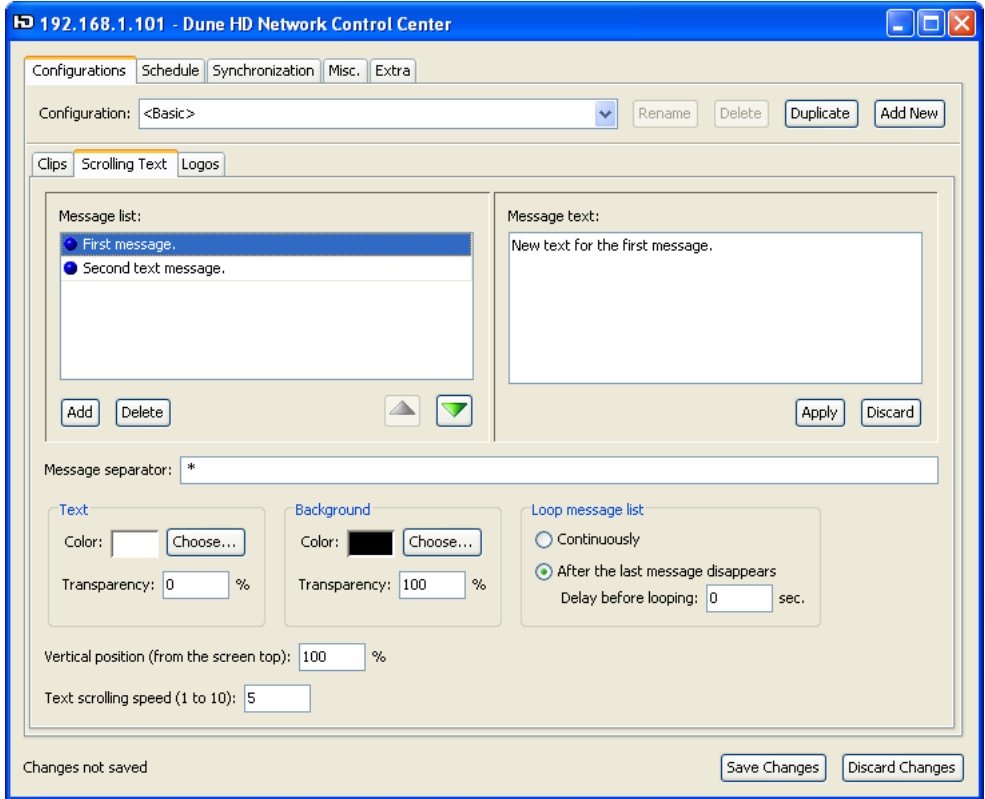 192.168.1.101 - Dune HD Network Control Center
Configurations Schedule Synchronization Misc. Extra
Configuration: <Basic> Rename Delete Duplicate Add New
Clips Scrolling Text Logos
Message list:
First message.
Second text message.
Add Delete
Message text:
New text for the first message.
Apply Discard
Message separator: *
Text
Color: Choose...
Transparency: 0 %
Background
Color: Choose...
Transparency: 100 %
Loop message list
Continuously
After the last message disappears
Delay before looping: 0 sec.
Vertical position (from the screen top): 100 %
Text scrolling speed (1 to 10): 5
Changes not saved Save Changes Discard Changes